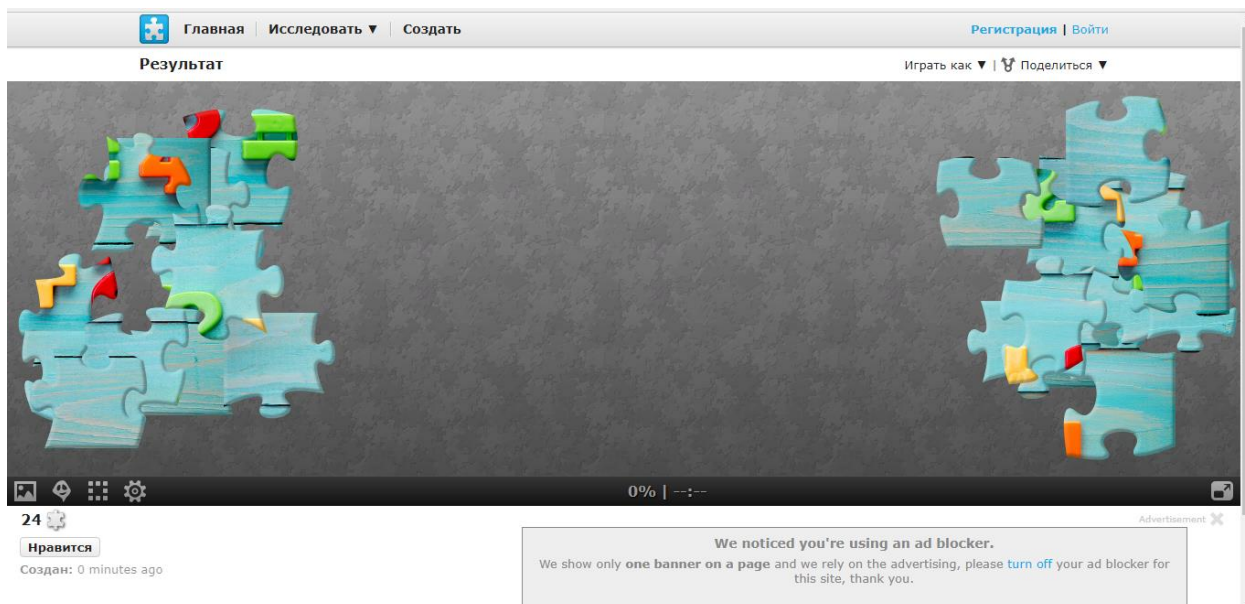 Главная Исследовать ▼ Создать Регистрация | Войти
Результат Играть как ▼ | Поделиться ▼
0% | --:--
24
Advertisement
Нравится
We noticed you're using an ad blocker.
Создан: 0 minutes ago
We show only one banner on a page and we rely on the advertising, please turn off your ad blocker for
this site, thank you.